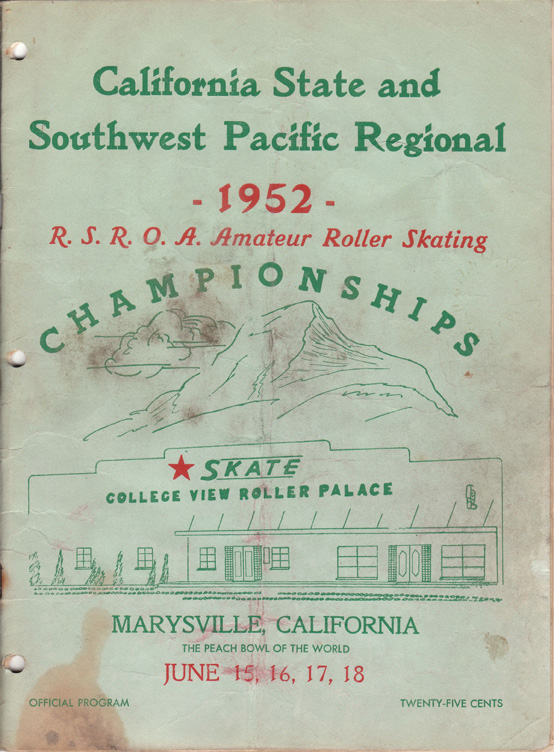 California State and
Southwest Pacific Regional
- 1952 -
R. S. R. O. A. Amateur Roller Skating
CHAMPIONSHIPS
SKATE
COLLEGE VIEW ROLLER PALACE
MARYSVILLE, CALIFORNIA
THE PEACH BOWL OF THE WORLD
JUNE 15, 16, 17, 18
OFFICIAL PROGRAM
TWENTY-FIVE CENTS